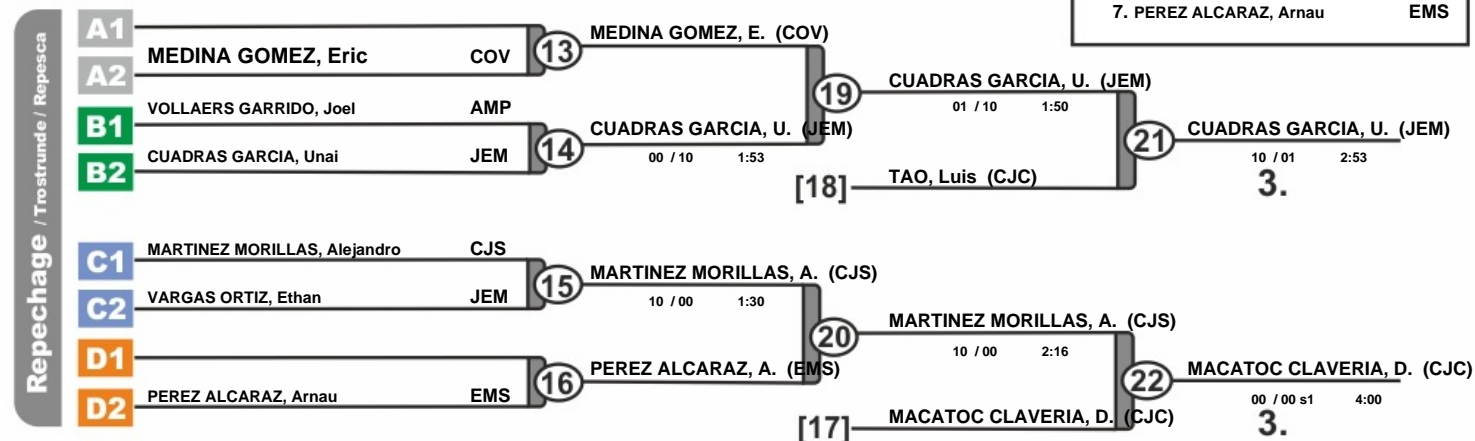 7. PEREZ ALCARAZ, Arnau EMS
Repechage / Trostrunde / Repesca
A1
A2 MEDINA GOMEZ, Eric COV
13 MEDINA GOMEZ, E. (COV)
B1 VOLLAERS GARRIDO, Joel AMP
B2 CUADRAS GARCIA, Unai JEM
14 CUADRAS GARCIA, U. (JEM)
00 / 10 1:53
19 CUADRAS GARCIA, U. (JEM)
01 / 10 1:50
[18] TAO, Luis (CJC)
21 CUADRAS GARCIA, U. (JEM)
10 / 01 2:53
3.
C1 MARTINEZ MORILLAS, Alejandro CJS
C2 VARGAS ORTIZ, Ethan JEM
15 MARTINEZ MORILLAS, A. (CJS)
10 / 00 1:30
D1
D2 PEREZ ALCARAZ, Arnau EMS
16 PEREZ ALCARAZ, A. (EMS)
20 MARTINEZ MORILLAS, A. (CJS)
10 / 00 2:16
[17] MACATOC CLAVERIA, D. (CJC)
22 MACATOC CLAVERIA, D. (CJC)
00 / 00 s1 4:00
3.